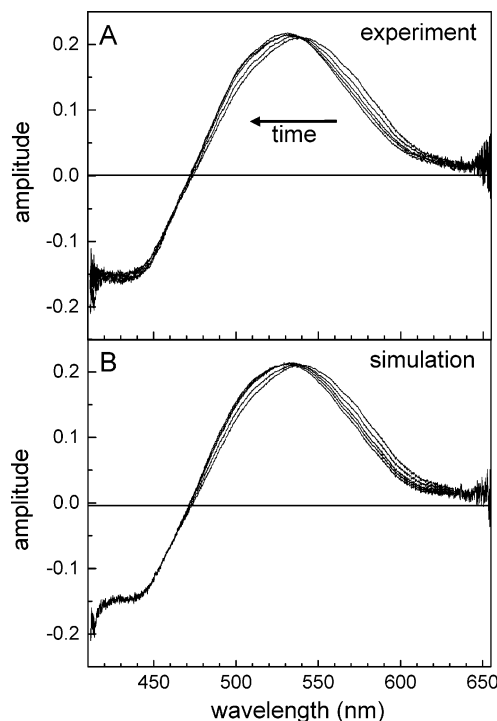 A
experiment
0.2
0.1
0.0
-0.1
-0.2
amplitude
time
B
simulation
0.2
0.1
0.0
-0.1
-0.2
amplitude
450 500 550 600 650
wavelength (nm)